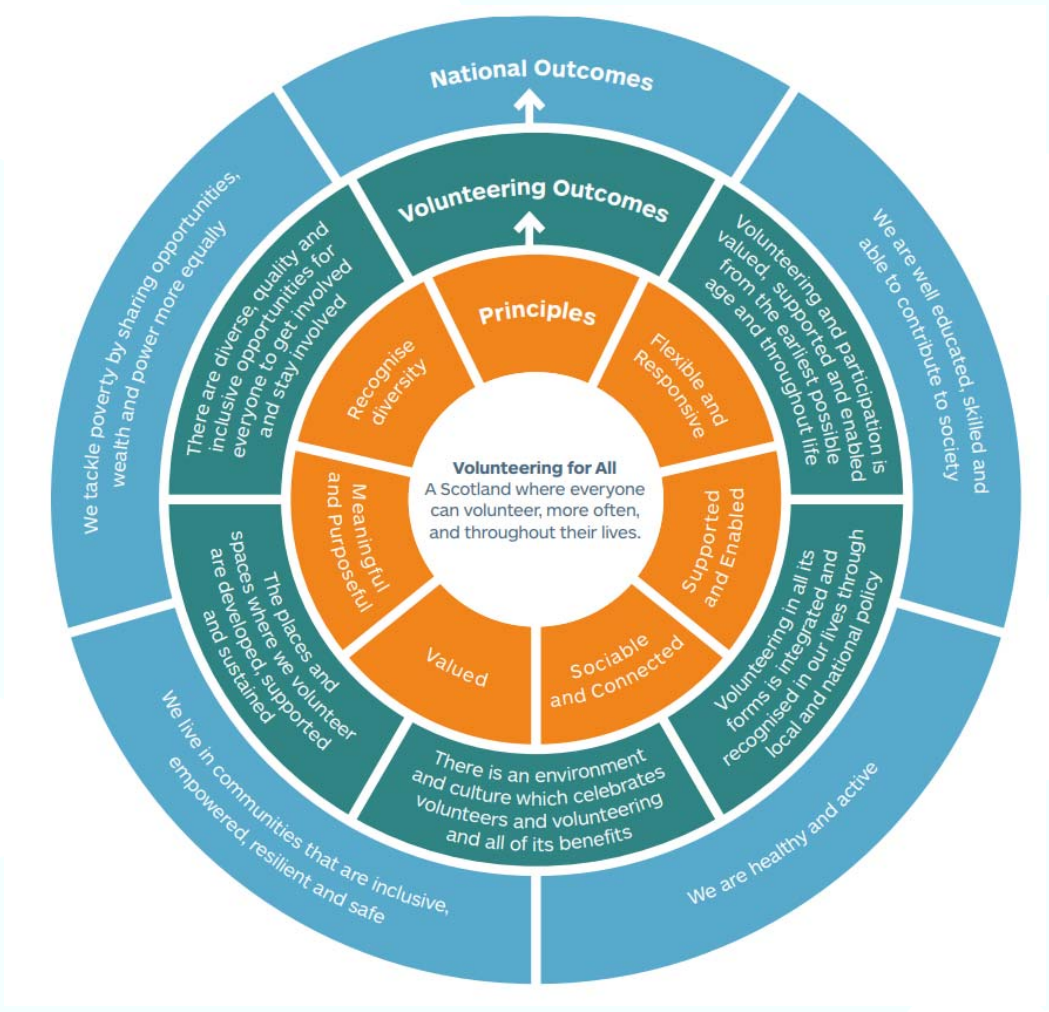 National Outcomes
We are well educated, skilled and
able to contribute to society
We are healthy and active
We live in communities that are inclusive,
empowered, resilient and safe
We tackle poverty by sharing opportunities,
wealth and power more equally
Volunteering Outcomes
Volunteering and participation is
valued, supported and enabled
from the earliest possible
age and throughout life
Volunteering in all its
forms is integrated and
recognised in our lives through
local and national policy
There is an environment
and culture which celebrates
volunteers and volunteering
and all of its benefits
The places and
spaces where we volunteer
are developed, supported
and sustained
There are diverse, quality and
inclusive opportunities for
everyone to get involved
and stay involved
Principles
Flexible and
Responsive
Supported
and Enabled
Sociable
and Connected
Valued
Meaningful
and Purposeful
Recognise
diversity
Volunteering for All
A Scotland where everyone
can volunteer, more often,
and throughout their lives.